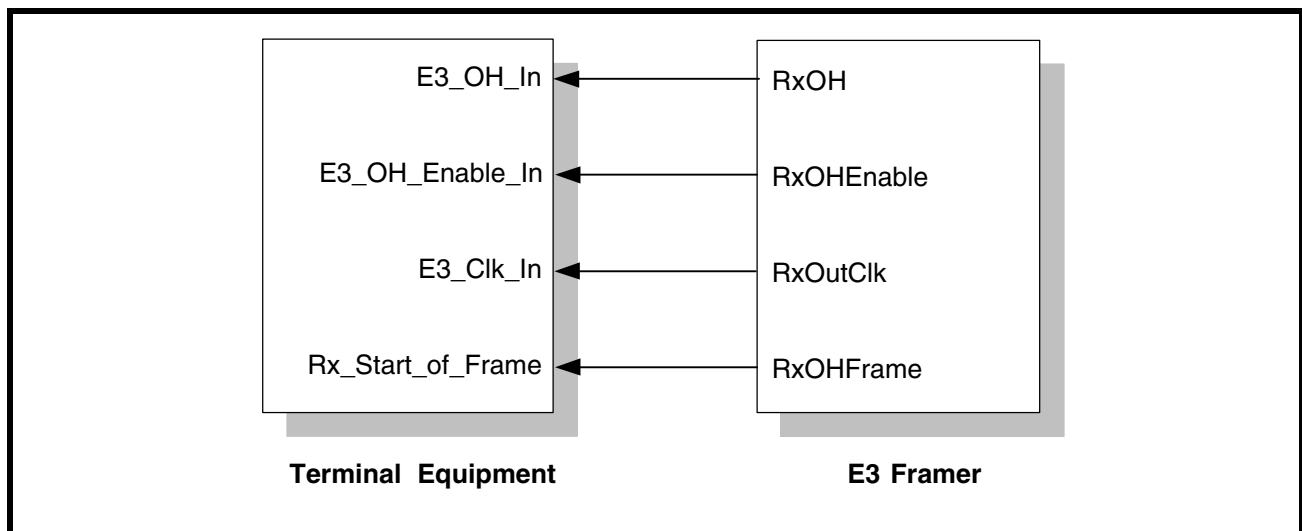 E3_OH_In
RxOH
E3_OH_Enable_In
RxOHEnable
E3_Clk_In
RxOutClk
Rx_Start_of_Frame
RxOHFrame
Terminal Equipment
E3 Framer